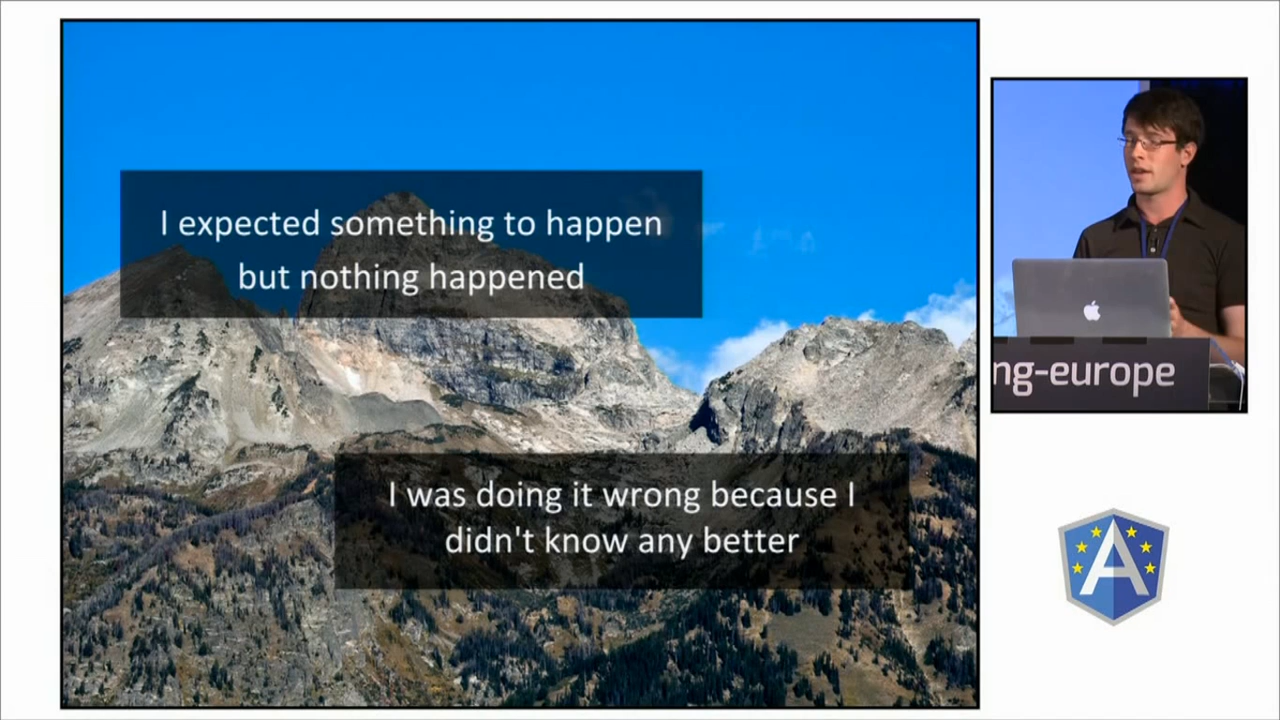 I expected something to happen
but nothing happened
I was doing it wrong because I
didn't know any better
ng-europe
A